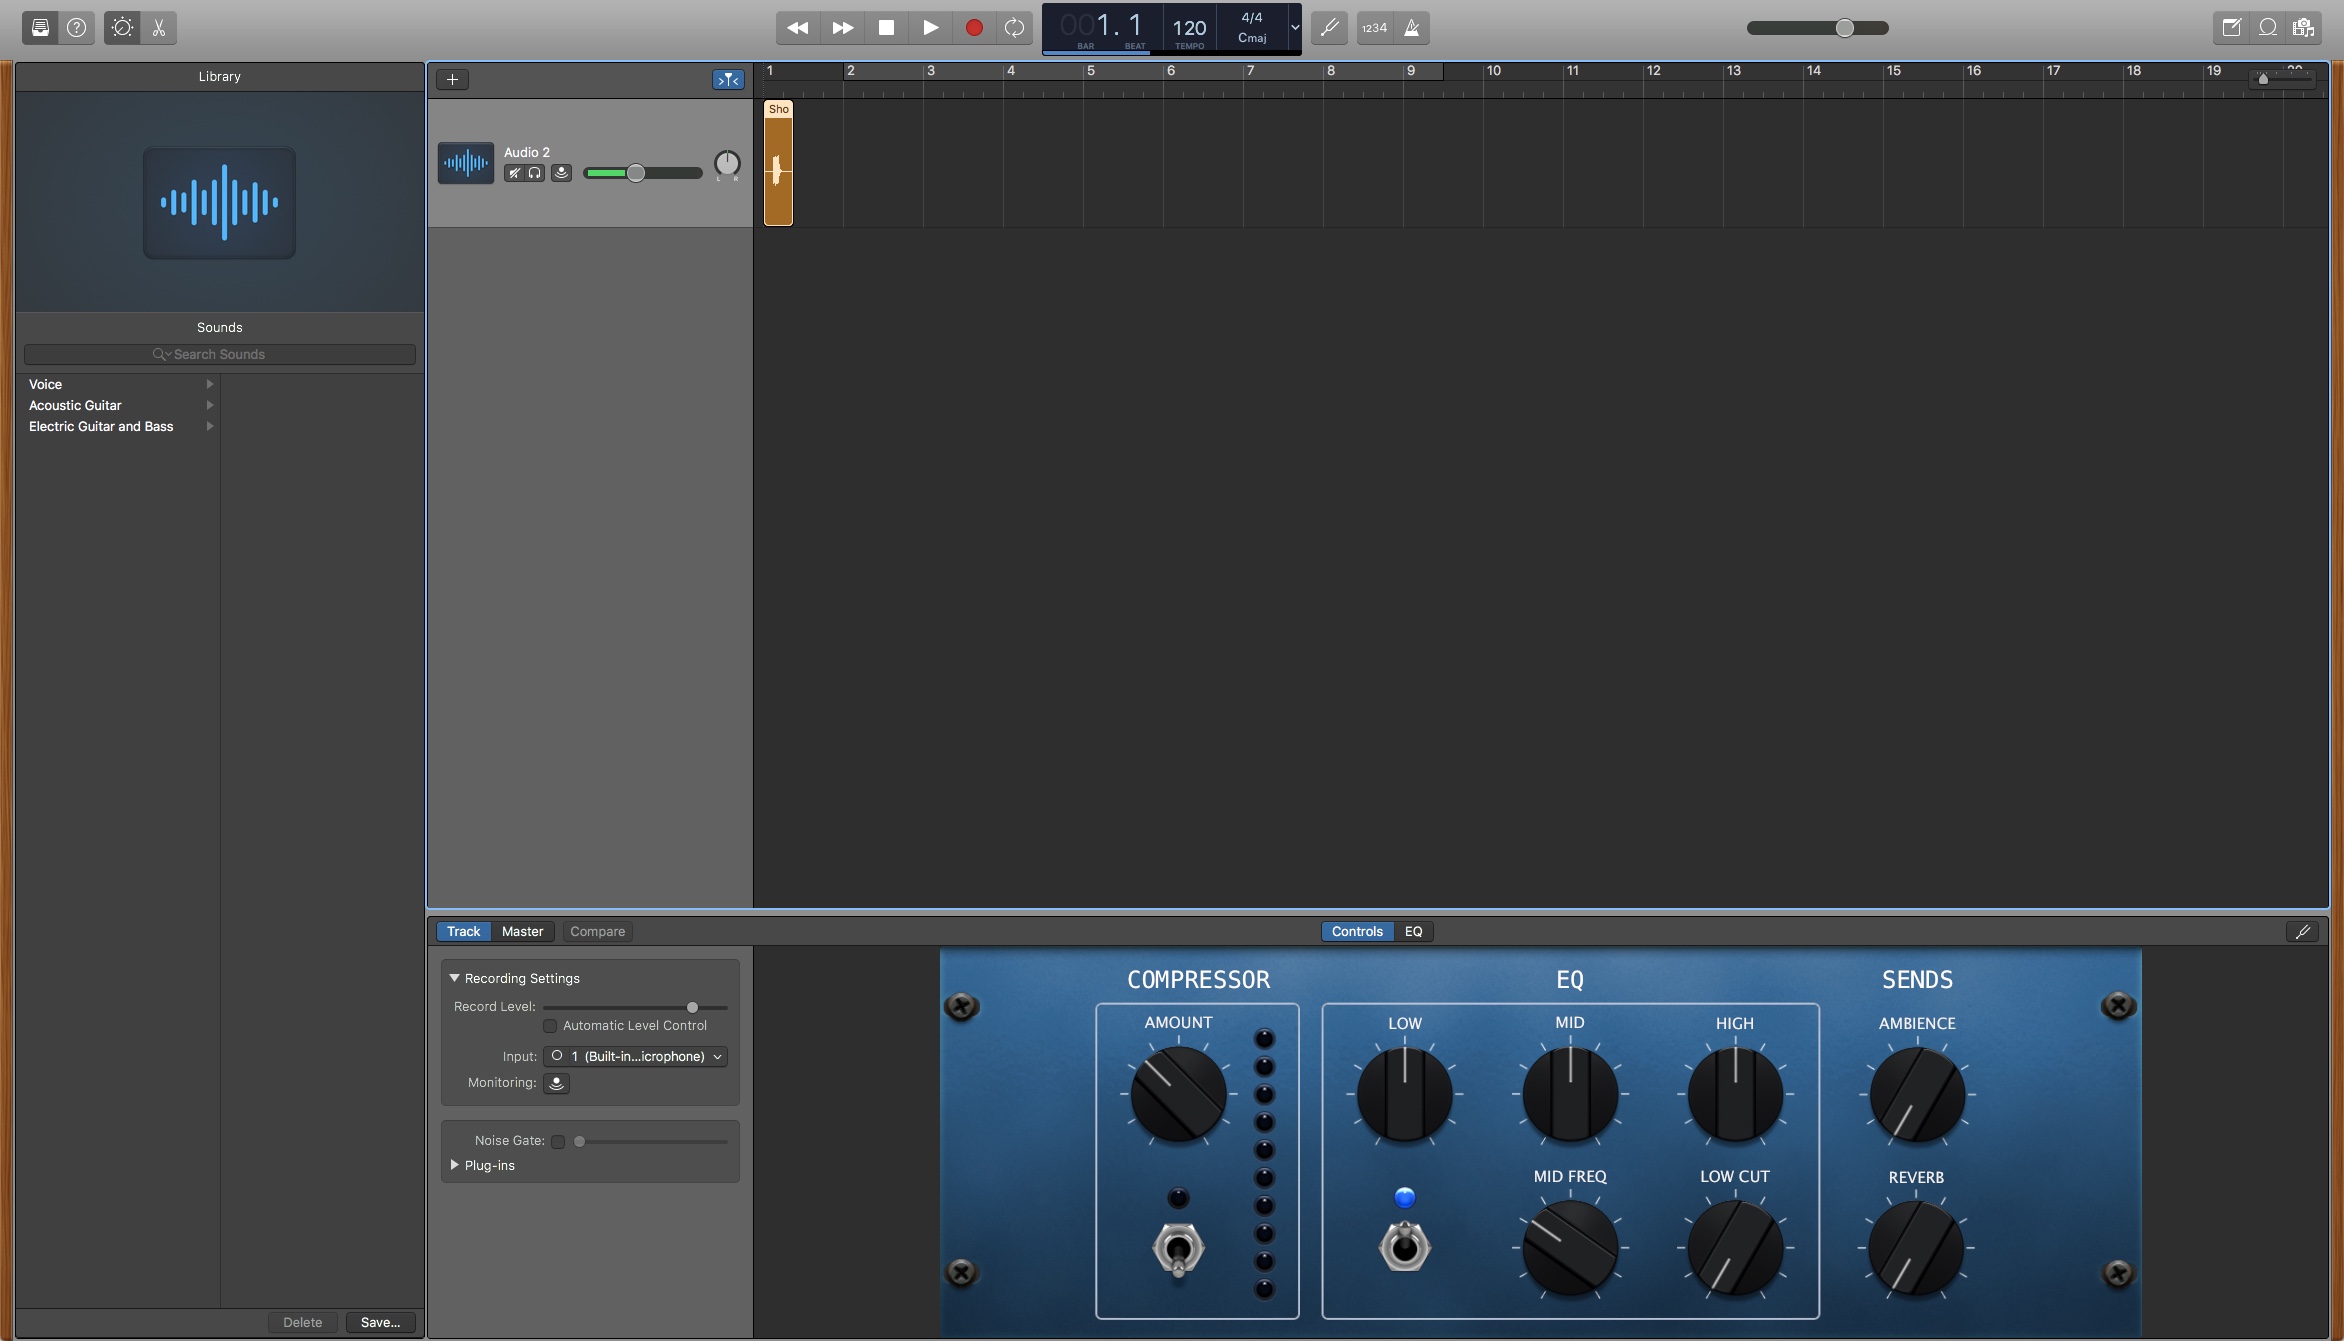 001.1
BAR BEAT
120
TEMPO
4/4
Cmaj
1234
Library
1 2 3 4 5 6 7 8 9 10 11 12 13 14 15 16 17 18 19
Sho
Audio 2
L R
Sounds
Search Sounds
Voice
Acoustic Guitar
Electric Guitar and Bass
Delete Save...
Track Master Compare
Controls EQ
Recording Settings
Record Level:
Automatic Level Control
Input: 1 (Built-in...icrophone)
Monitoring:
Noise Gate:
Plug-ins
COMPRESSOR EQ SENDS
AMOUNT LOW MID HIGH AMBIENCE
MID FREQ LOW CUT REVERB